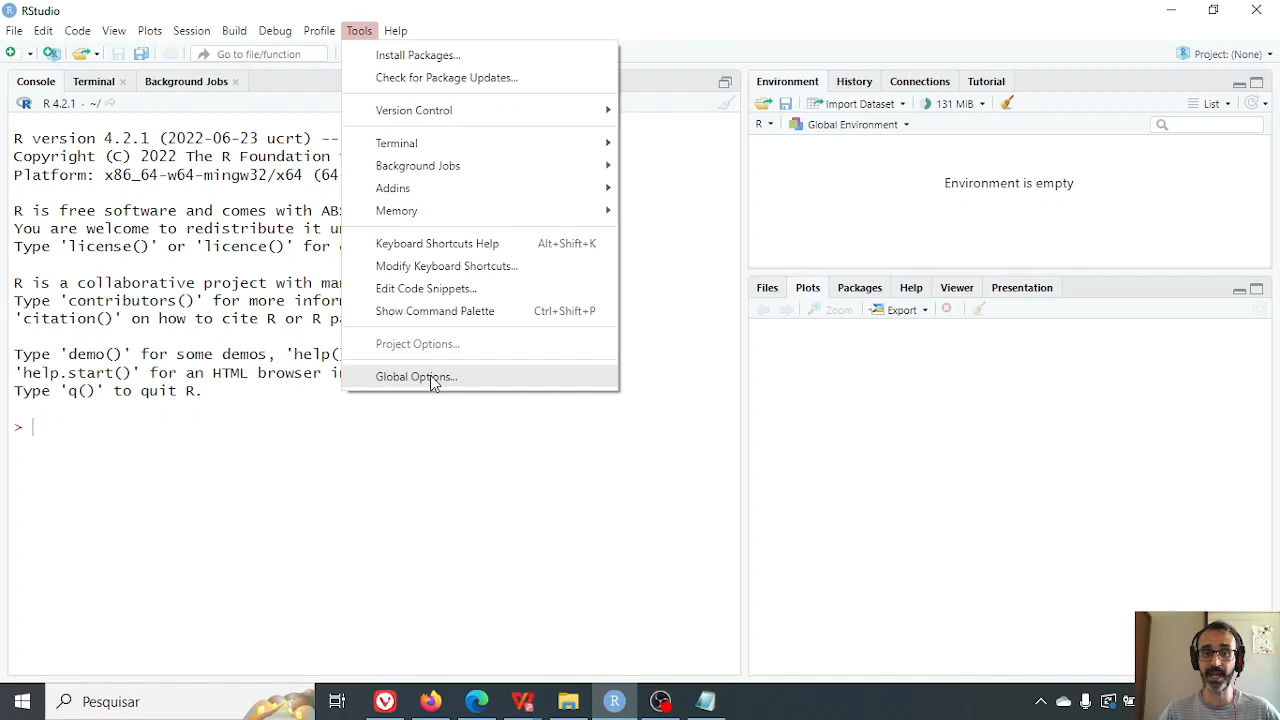 RStudio
File Edit Code View Plots Session Build Debug Profile Tools Help
Go to file/function
Project: (None)
Console Terminal Background Jobs
R 4.2.1 · ~/
R version 4.2.1 (2022-06-23 ucrt) --
Copyright (C) 2022 The R Foundation
Platform: x86_64-w64-mingw32/x64 (64
R is free software and comes with ABS
You are welcome to redistribute it un
Type 'license()' or 'licence()' for
R is a collaborative project with
Type 'contributors()' for more infor
'citation()' on how to cite R or R
Type 'demo()' for some demos, 'help(
'help.start()' for an HTML browser
Type 'q()' to quit R.
>
Install Packages...
Check for Package Updates...
Version Control
Terminal
Background Jobs
Addins
Memory
Keyboard Shortcuts Help Alt+Shift+K
Modify Keyboard Shortcuts...
Edit Code Snippets...
Show Command Palette Ctrl+Shift+P
Project Options...
Global Options...
Environment History Connections Tutorial
Import Dataset 131 MiB List
R Global Environment
Environment is empty
Files Plots Packages Help Viewer Presentation
Zoom Export
Pesquisar